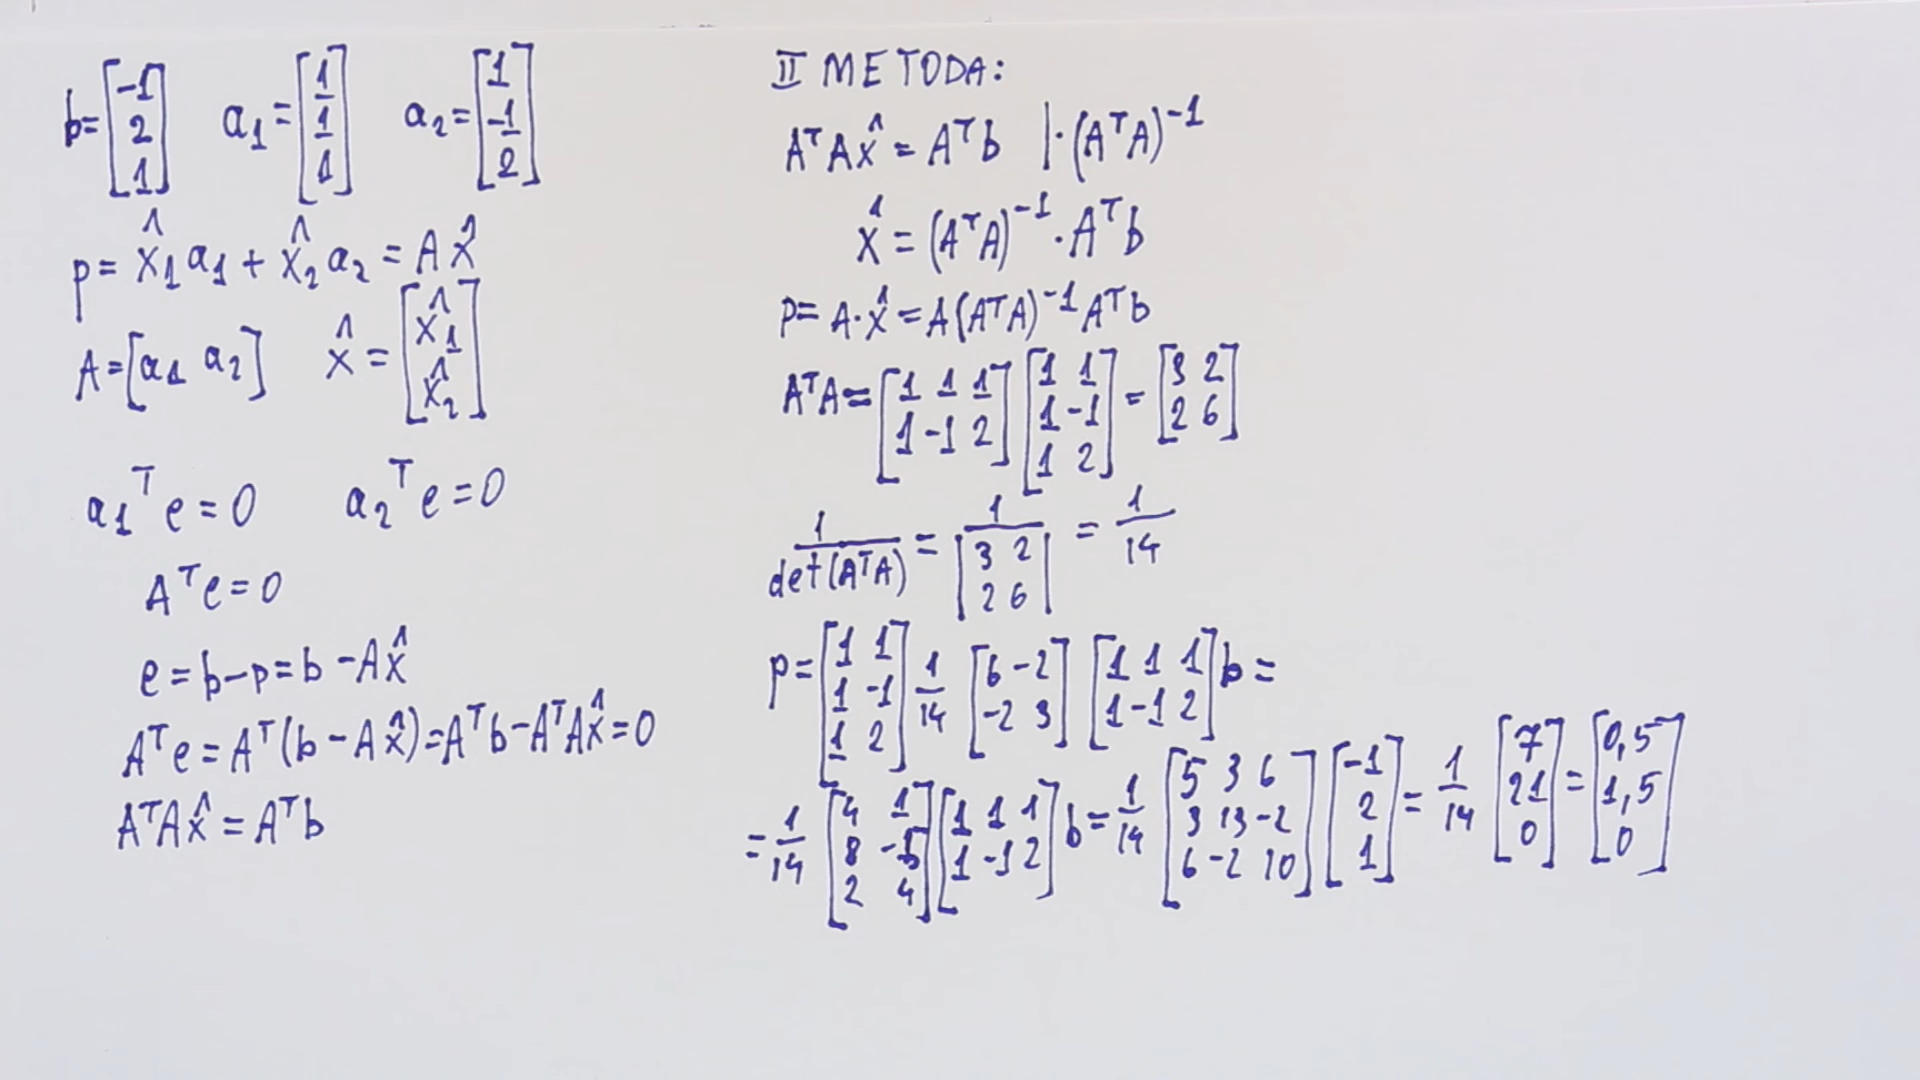 b=[-1 2 1] a₁=[1 1 1] a₂=[1 -1 2]
p= x̂₁a₁ + x̂₂a₂ = Ax̂
A=[a₁ a₂] x̂=[x̂₁ x̂₂]
a₁ᵀe=0 a₂ᵀe=0
Aᵀe=0
e=b-p=b-Ax̂
Aᵀe=Aᵀ(b-Ax̂)=Aᵀb-AᵀAx̂=0
AᵀAx̂=Aᵀb
II METODA:
AᵀAx̂=Aᵀb |·(AᵀA)⁻¹
x̂=(AᵀA)⁻¹·Aᵀb
p=A·x̂=A(AᵀA)⁻¹Aᵀb
AᵀA=[1 1 1; 1 -1 2][1 1; 1 -1; 1 2]=[3 2; 2 6]
1/det(AᵀA)=1/|3 2; 2 6|=1/14
p=[1 1; 1 -1; 1 2] 1/14 [6 -2; -2 3] [1 1 1; 1 -1 2]b=
=1/14 [4 1; 8 -5; 2 4][1 1 1; 1 -1 2]b=1/14 [5 3 6; 3 13 -2; 6 -2 10][-1 2 1]=1/14 [7 21 0]=[0,5 1,5 0]